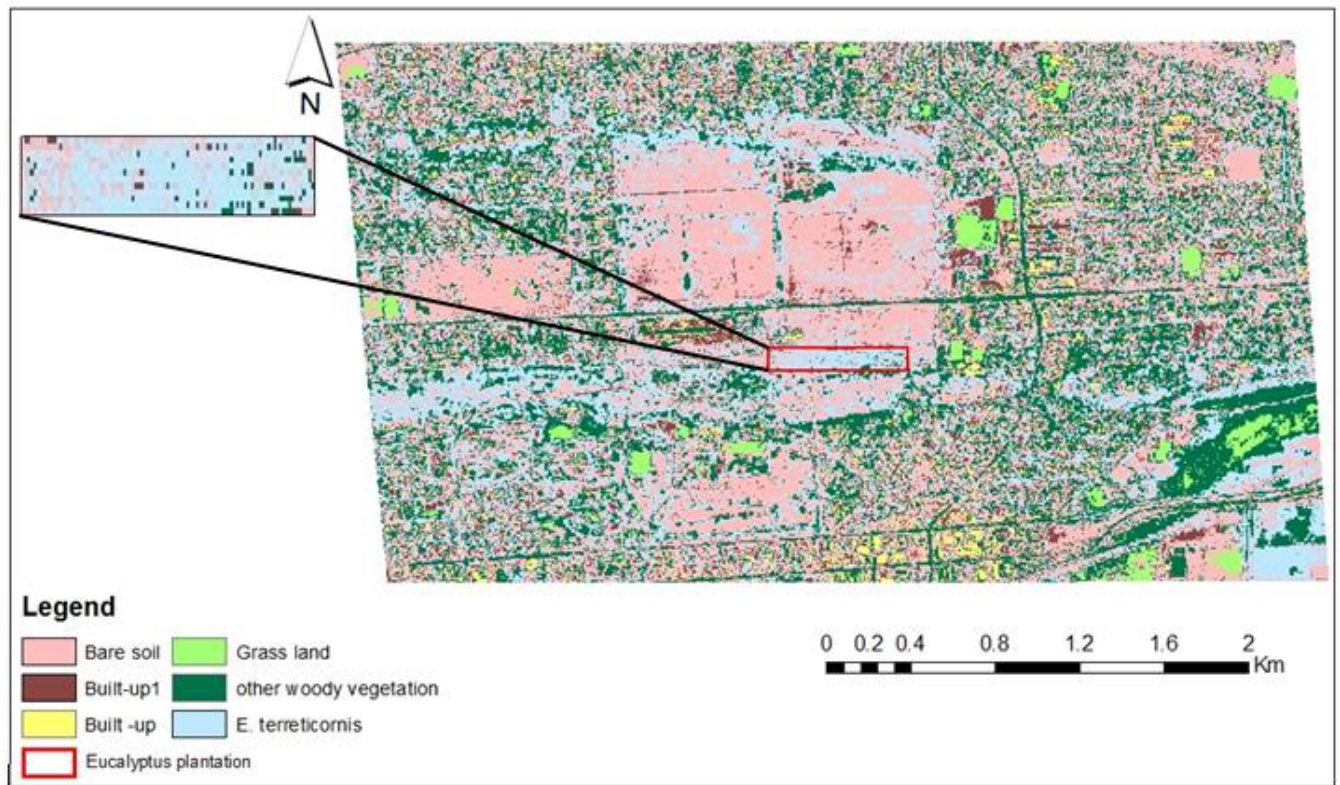 N
Legend
Bare soil
Grass land
Built-up1
other woody vegetation
Built -up
E. terreticornis
Eucalyptus plantation
0 0.2 0.4 0.8 1.2 1.6 2
Km